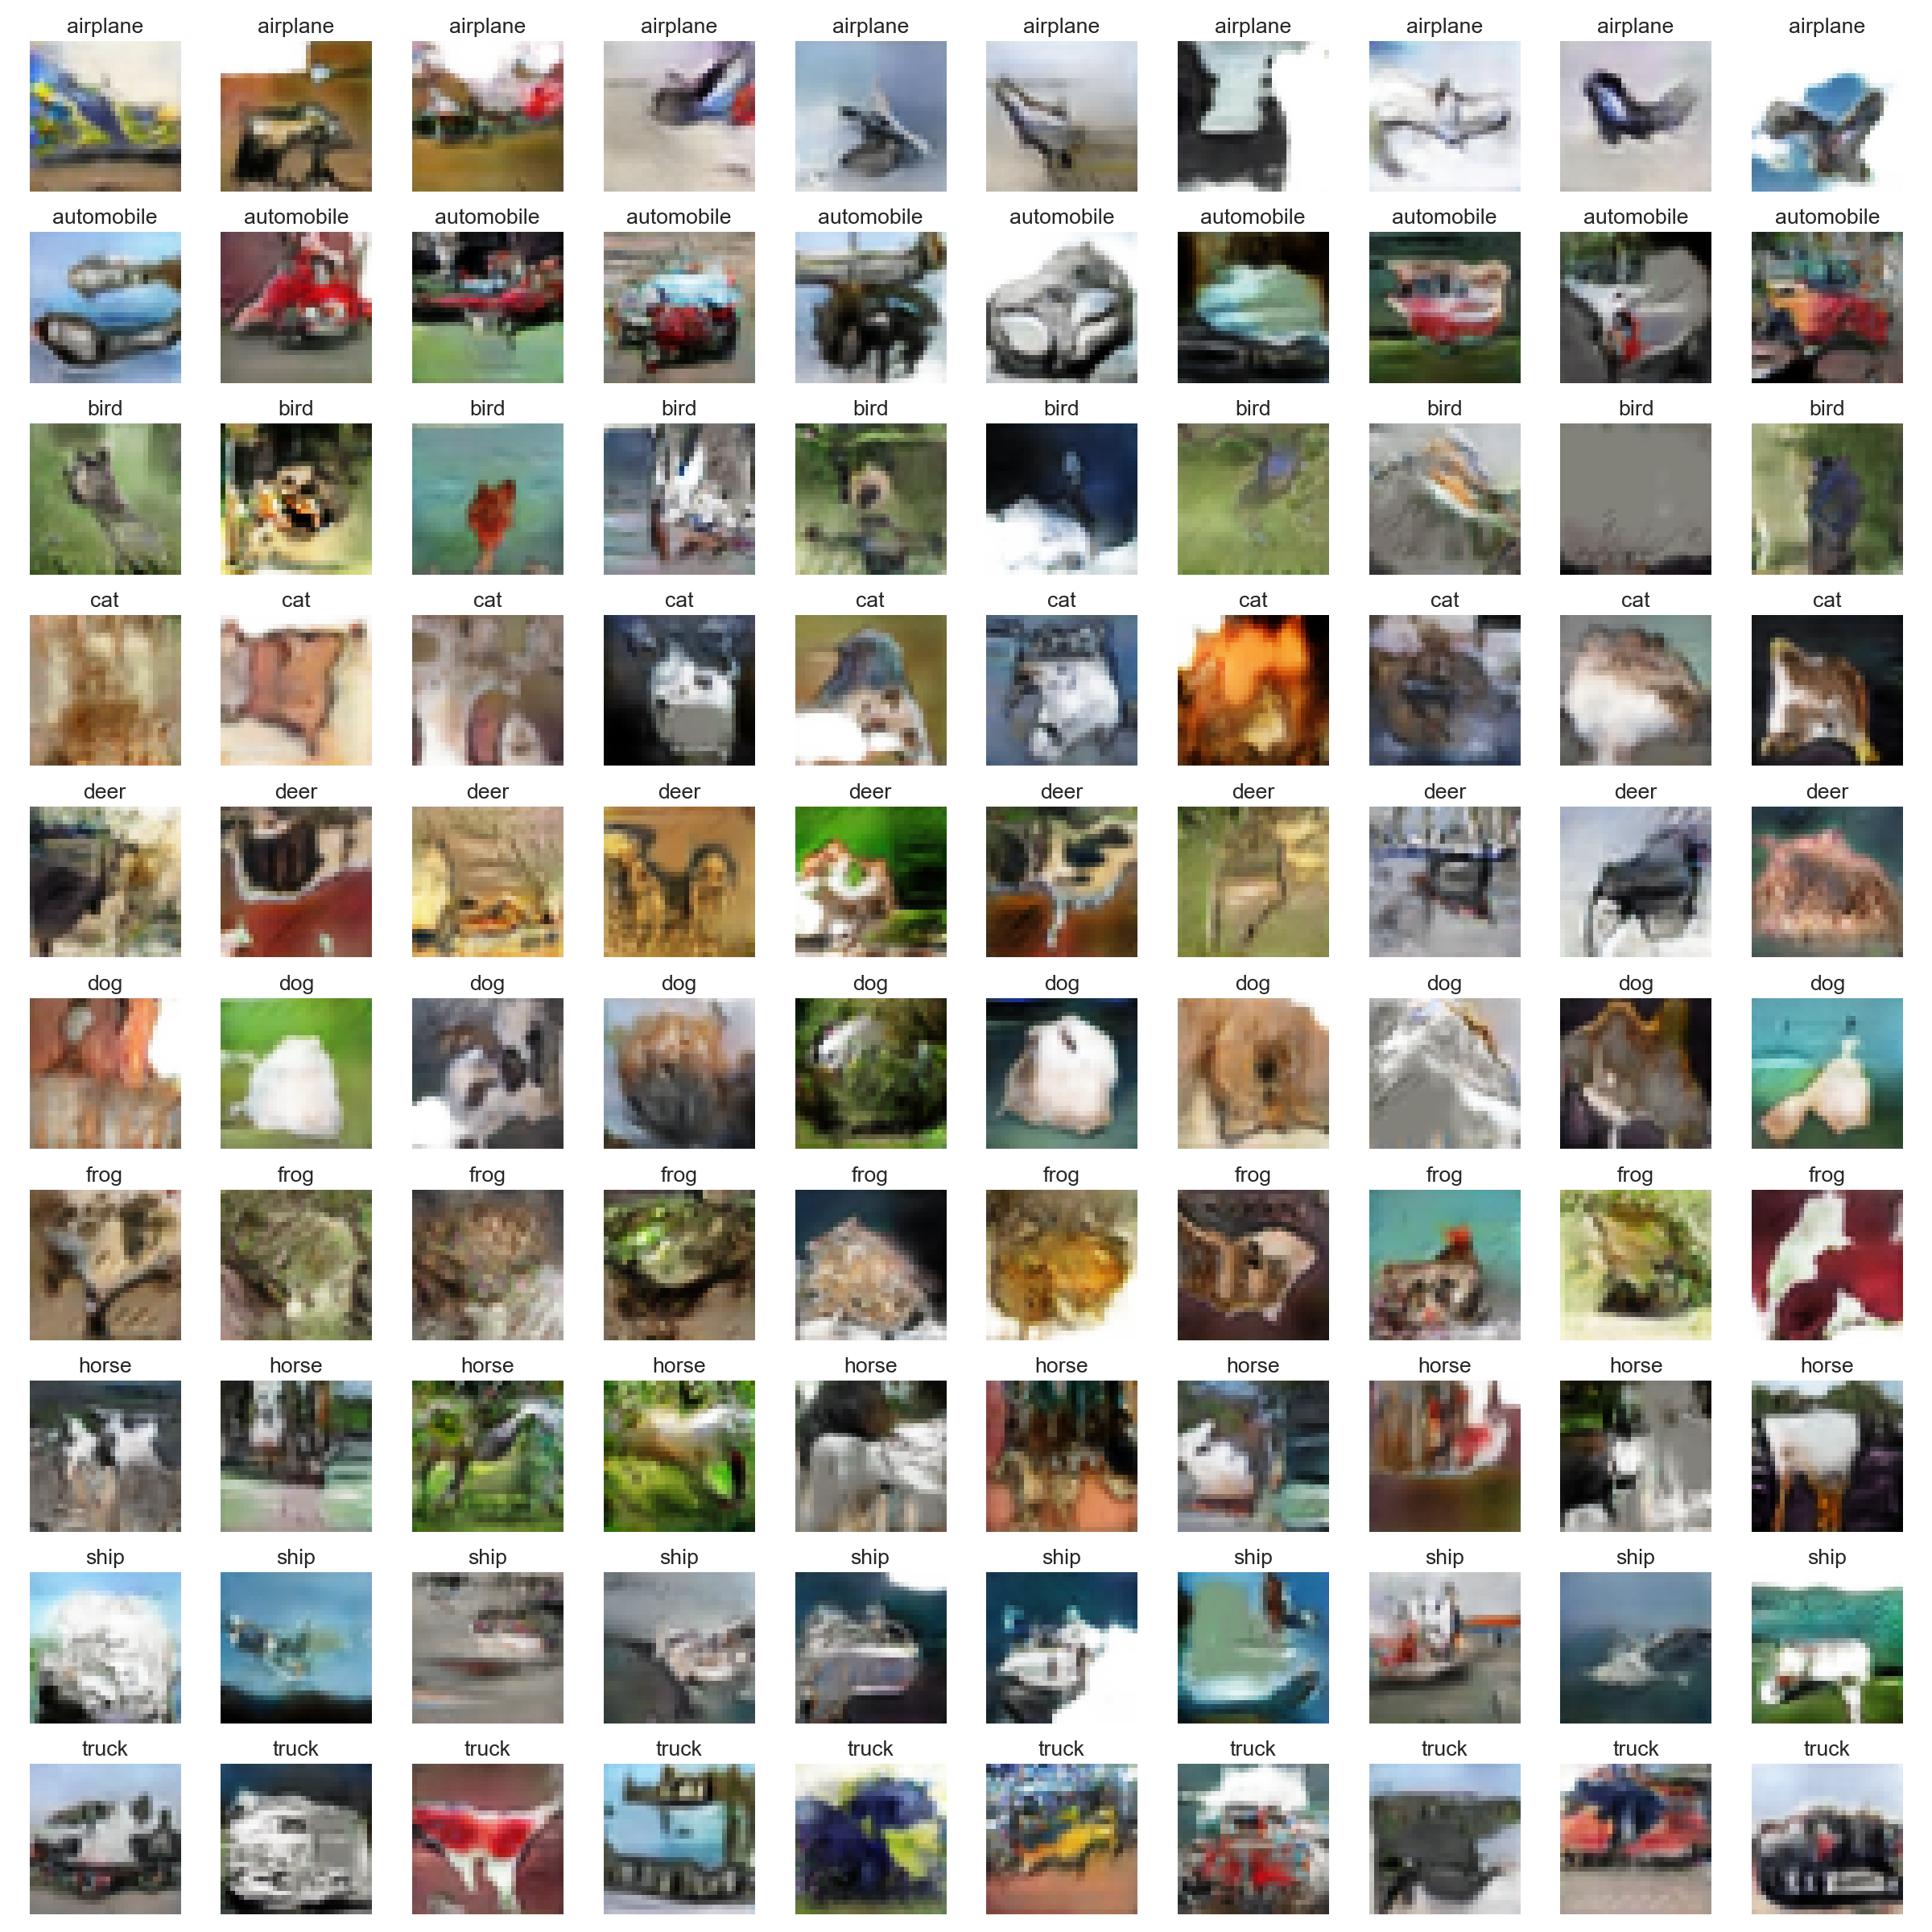 airplane airplane airplane airplane airplane airplane airplane airplane airplane airplane
automobile automobile automobile automobile automobile automobile automobile automobile automobile automobile
bird bird bird bird bird bird bird bird bird bird
cat cat cat cat cat cat cat cat cat cat
deer deer deer deer deer deer deer deer deer deer
dog dog dog dog dog dog dog dog dog dog
frog frog frog frog frog frog frog frog frog frog
horse horse horse horse horse horse horse horse horse horse
ship ship ship ship ship ship ship ship ship ship
truck truck truck truck truck truck truck truck truck truck